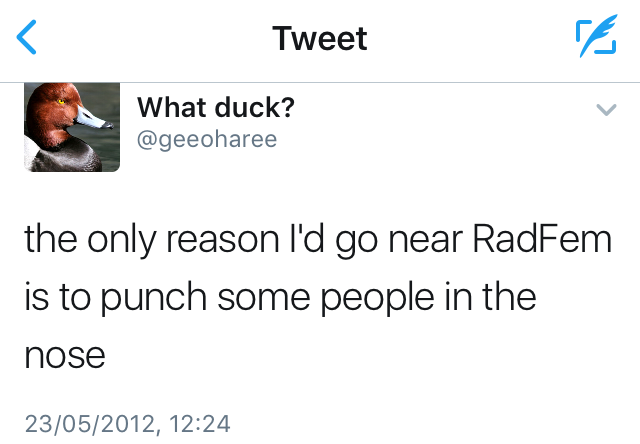 Tweet
What duck?
@geeoharee
the only reason I'd go near RadFem
is to punch some people in the
nose
23/05/2012, 12:24